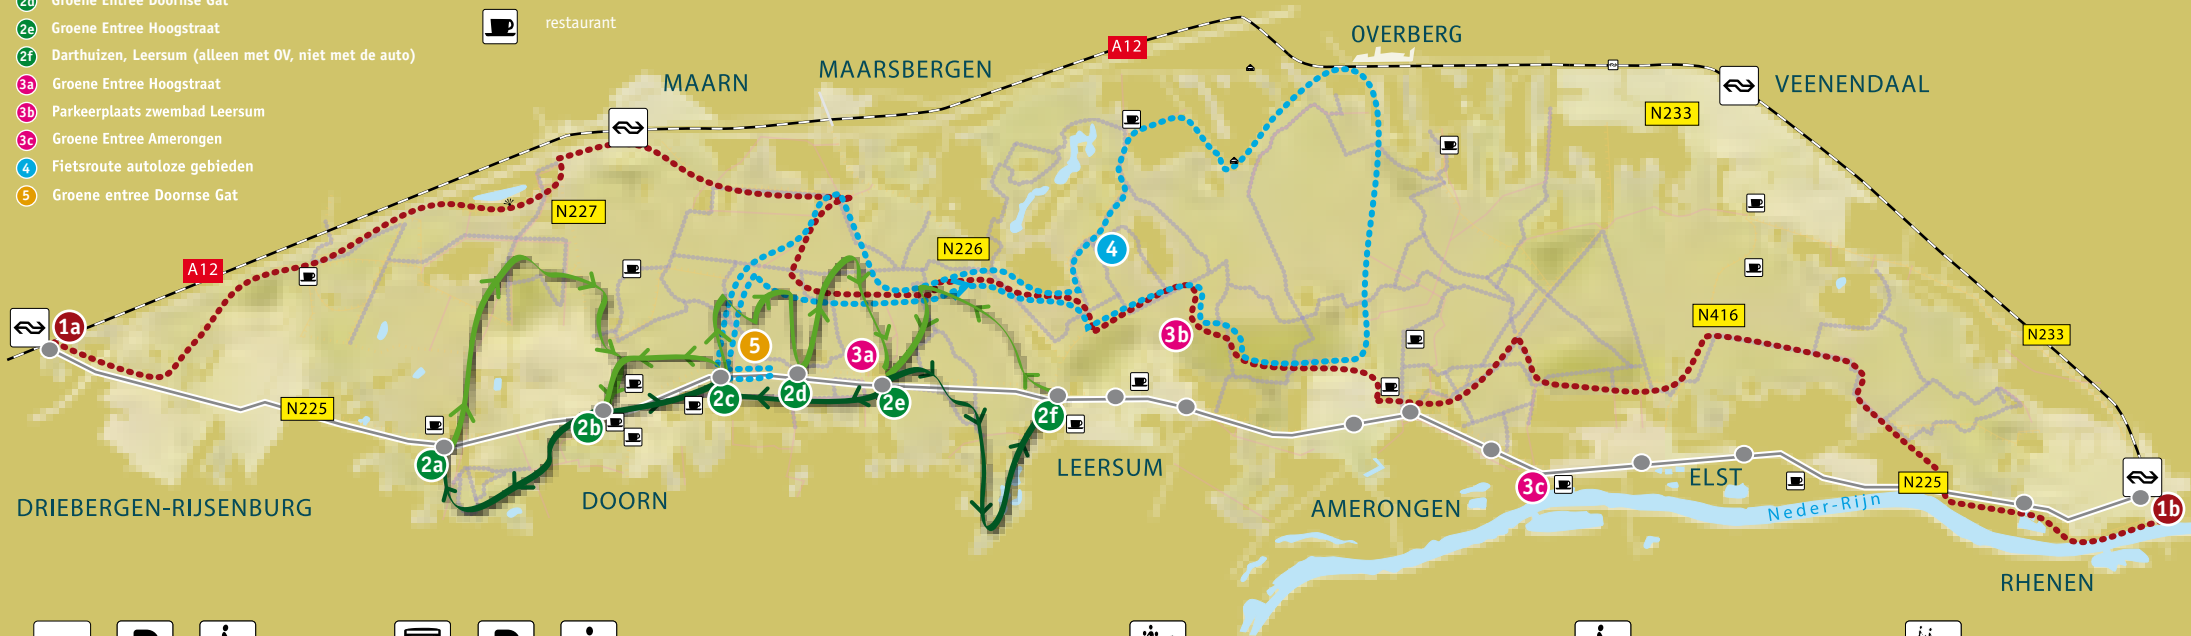 2d Groene Entree Doornse Gat
2e Groene Entree Hoogstraat
2f Darthuizen, Leersum (alleen met OV, niet met de auto)
3a Groene Entree Hoogstraat
3b Parkeerplaats zwembad Leersum
3c Groene Entree Amerongen
4 Fietsroute autoloze gebieden
5 Groene entree Doornse Gat
restaurant
OVERBERG
A12
MAARSBERGEN
MAARN
VEENENDAAL
N233
N227
N226
4
A12
1a
N416
N233
3b
5
3a
2c
2d
2e
N225
2b
2f
2a
LEERSUM
ELST
N225
3c
DOORN
DRIEBERGEN-RIJSENBURG
AMERONGEN
Neder-Rijn
1b
RHENEN